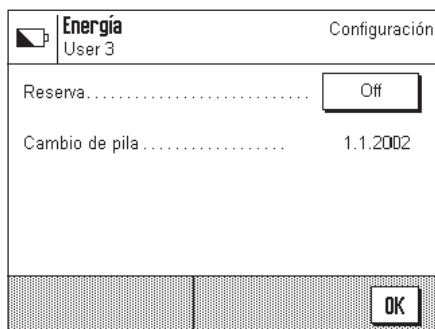 Energía
User 3
Configuración
Reserva............................ Off
Cambio de pila.................. 1.1.2002
OK